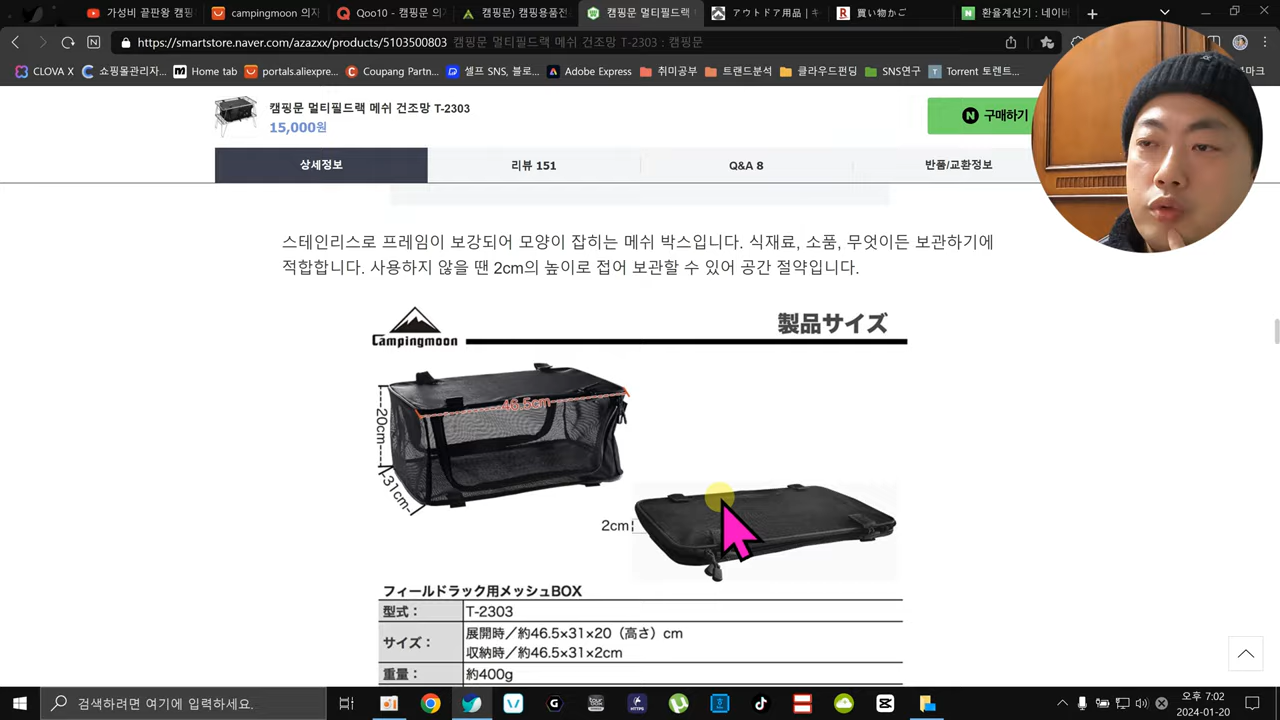 가성비 끝판왕 캠핑
campingmoon 의자
Qoo10 - 캠핑문 의
캠핑문) 캠핑용품전
캠핑문 멀티필드랙
アウトドア用品 | キ
買い物かご
환율계산기 : 네이버
https://smartstore.naver.com/azazxx/products/5103500803 캠핑문 멀티필드랙 메쉬 건조망 T-2303 : 캠핑문
CLOVA X
쇼핑몰관리자...
Home tab
portals.aliexpre...
Coupang Partn...
셀프 SNS, 블로...
Adobe Express
취미공부
트랜드분석
클라우드펀딩
SNS연구
Torrent 토렌트...
캠핑문 멀티필드랙 메쉬 건조망 T-2303
15,000원
구매하기
상세정보
리뷰 151
Q&A 8
반품/교환정보
스테인리스로 프레임이 보강되어 모양이 잡히는 메쉬 박스입니다. 식재료, 소품, 무엇이든 보관하기에
적합합니다. 사용하지 않을 땐 2cm의 높이로 접어 보관할 수 있어 공간 절약입니다.
Campingmoon
製品サイズ
46.5cm
20cm
31cm
2cm
フィールドラック用メッシュBOX
型式：
T-2303
サイズ：
展開時／約46.5×31×20（高さ）cm
収納時／約46.5×31×2cm
重量：
約400g
검색하려면 여기에 입력하세요.
오후 7:02
2024-01-20